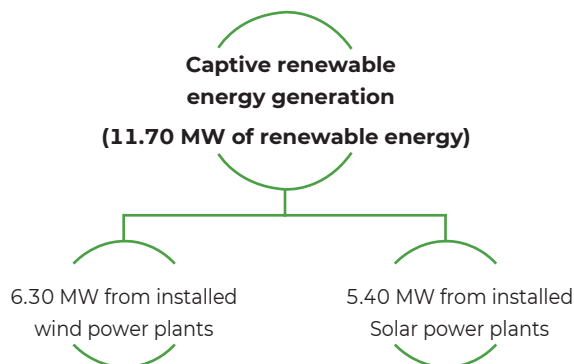 Captive renewable
energy generation
(11.70 MW of renewable energy)
6.30 MW from installed
wind power plants
5.40 MW from installed
Solar power plants